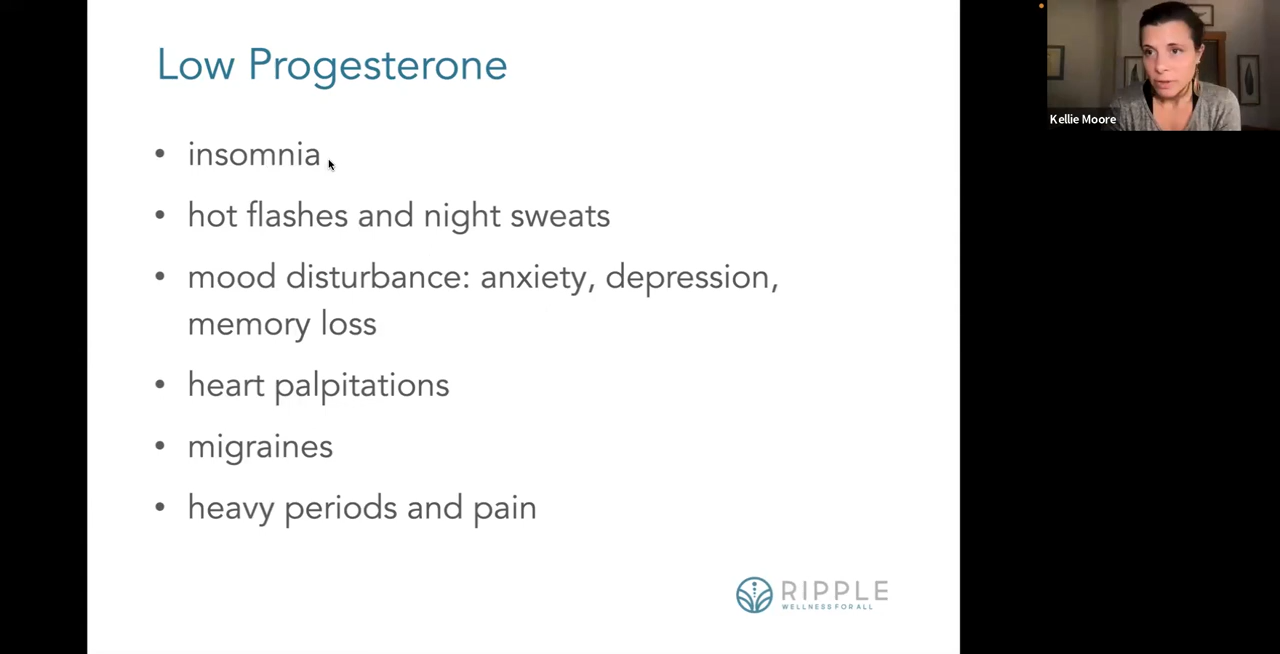 Low Progesterone
• insomnia
• hot flashes and night sweats
• mood disturbance: anxiety, depression,
memory loss
• heart palpitations
• migraines
• heavy periods and pain
RIPPLE
WELLNESS FOR ALL
Kellie Moore